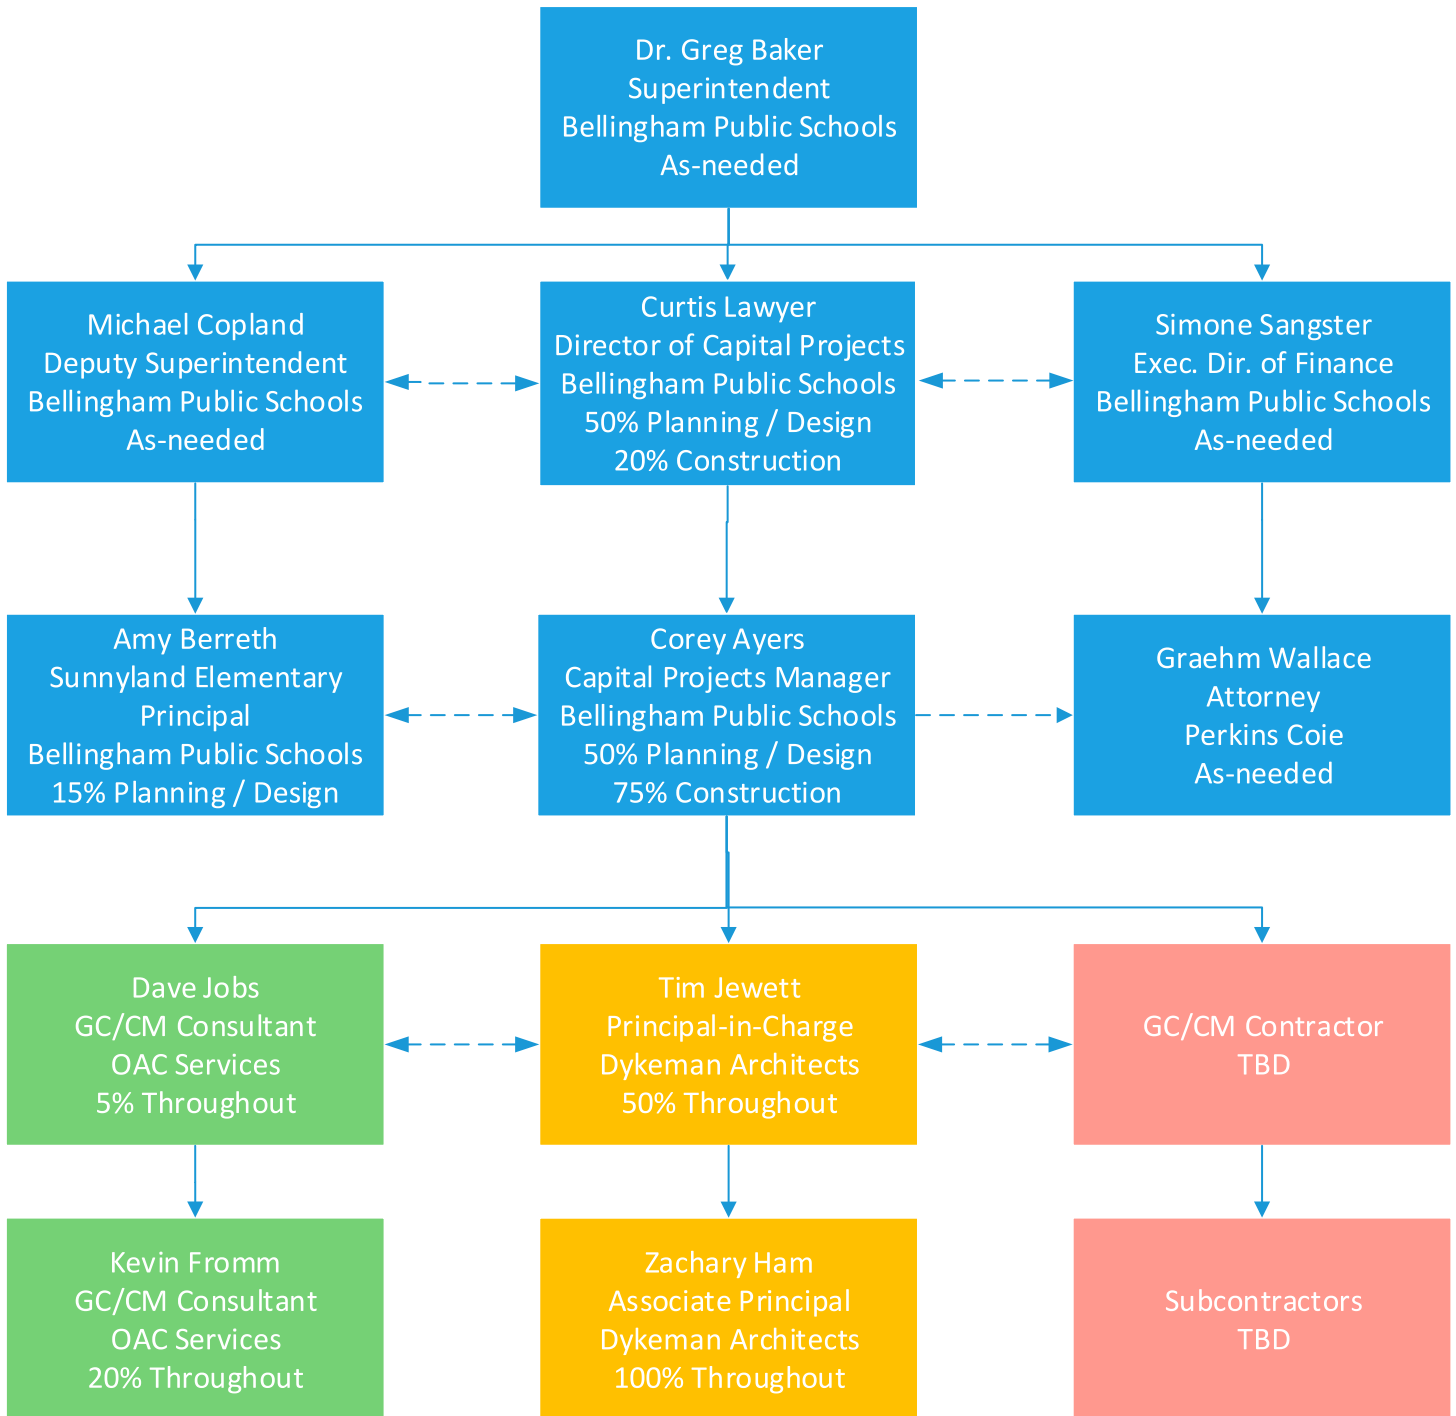 Dr. Greg Baker
Superintendent
Bellingham Public Schools
As-needed
Michael Copland
Deputy Superintendent
Bellingham Public Schools
As-needed
Curtis Lawyer
Director of Capital Projects
Bellingham Public Schools
50% Planning / Design
20% Construction
Simone Sangster
Exec. Dir. of Finance
Bellingham Public Schools
As-needed
Amy Berreth
Sunnyland Elementary
Principal
Bellingham Public Schools
15% Planning / Design
Corey Ayers
Capital Projects Manager
Bellingham Public Schools
50% Planning / Design
75% Construction
Graehm Wallace
Attorney
Perkins Coie
As-needed
Dave Jobs
GC/CM Consultant
OAC Services
5% Throughout
Tim Jewett
Principal-in-Charge
Dykeman Architects
50% Throughout
GC/CM Contractor
TBD
Kevin Fromm
GC/CM Consultant
OAC Services
20% Throughout
Zachary Ham
Associate Principal
Dykeman Architects
100% Throughout
Subcontractors
TBD